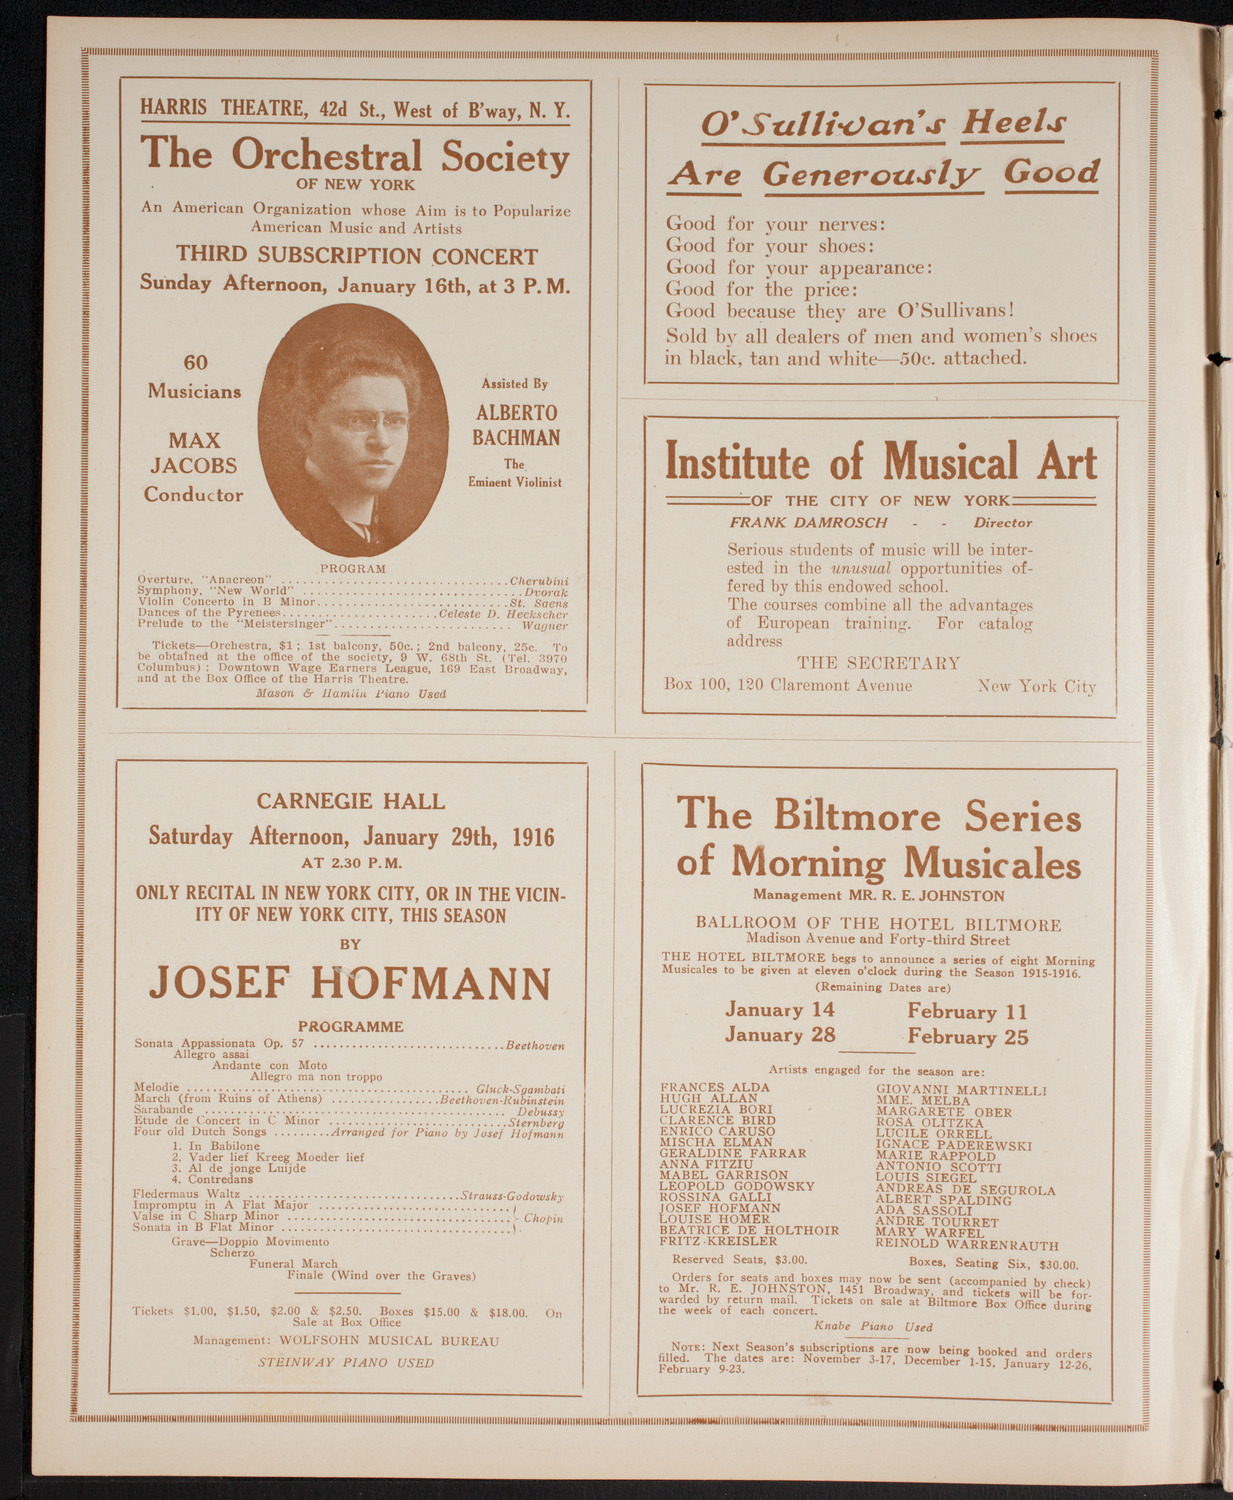 HARRIS THEATRE, 42d St., West of B'way, N. Y.
The Orchestral Society
OF NEW YORK
An American Organization whose Aim is to Popularize
American Music and Artists
THIRD SUBSCRIPTION CONCERT
Sunday Afternoon, January 16th, at 3 P. M.
60
Musicians
MAX
JACOBS
Conductor
Assisted By
ALBERTO
BACHMAN
The
Eminent Violinist
PROGRAM
Overture, "Anacreon" ................................Cherubini
Symphony, "New World" ................................Dvorak
Violin Concerto in B Minor............................St. Saens
Dances of the Pyrenees......................Celeste D. Heckscher
Prelude to the "Meistersinger".......................... Wagner
Tickets—Orchestra, $1; 1st balcony, 50c.; 2nd balcony, 25c. To
be obtained at the office of the society, 9 W. 68th St. (Tel. 3970
Columbus); Downtown Wage Earners League, 169 East Broadway,
and at the Box Office of the Harris Theatre.
Mason & Hamlin Piano Used
O'Sullivan's Heels
Are Generously Good
Good for your nerves:
Good for your shoes:
Good for your appearance:
Good for the price:
Good because they are O'Sullivans!
Sold by all dealers of men and women's shoes
in black, tan and white—50c. attached.
Institute of Musical Art
OF THE CITY OF NEW YORK
FRANK DAMROSCH - - Director
Serious students of music will be inter-
ested in the unusual opportunities of-
fered by this endowed school.
The courses combine all the advantages
of European training. For catalog
address
THE SECRETARY
Box 100, 120 Claremont Avenue New York City
CARNEGIE HALL
Saturday Afternoon, January 29th, 1916
AT 2.30 P.M.
ONLY RECITAL IN NEW YORK CITY, OR IN THE VICIN-
ITY OF NEW YORK CITY, THIS SEASON
BY
JOSEF HOFMANN
PROGRAMME
Sonata Appassionata Op. 57 ............................Beethoven
Allegro assai
Andante con Moto
Allegro ma non troppo
Melodie ........................................ Gluck-Sgambati
March (from Ruins of Athens) ................Beethoven-Rubinstein
Sarabande ............................................. Debussy
Etude de Concert in C Minor ..........................Sternberg
Four old Dutch Songs .........Arranged for Piano by Josef Hofmann
1. In Babilone
2. Vader lief Kreeg Moeder lief
3. Al de jonge Luijde
4. Contredans
Fledermaus Waltz ..............................Strauss-Godowsky
Impromptu in A Flat Major ............................
Valse in C Sharp Minor ................................ Chopin
Sonata in B Flat Minor .................................
Grave—Doppio Movimento
Scherzo
Funeral March
Finale (Wind over the Graves)
Tickets $1.00, $1.50, $2.00 & $2.50. Boxes $15.00 & $18.00. On
Sale at Box Office
Management: WOLFSOHN MUSICAL BUREAU
STEINWAY PIANO USED
The Biltmore Series
of Morning Musicales
Management MR. R. E. JOHNSTON
BALLROOM OF THE HOTEL BILTMORE
Madison Avenue and Forty-third Street
THE HOTEL BILTMORE begs to announce a series of eight Morning
Musicales to be given at eleven o'clock during the Season 1915-1916.
(Remaining Dates are)
January 14 February 11
January 28 February 25
Artists engaged for the season are:
FRANCES ALDA
HUGH ALLAN
LUCREZIA BORI
CLARENCE BIRD
ENRICO CARUSO
MISCHA ELMAN
GERALDINE FARRAR
ANNA FITZIU
MABEL GARRISON
LEOPOLD GODOWSKY
ROSSINA GALLI
JOSEF HOFMANN
LOUISE HOMER
BEATRICE DE HOLTHOIR
FRITZ KREISLER
GIOVANNI MARTINELLI
MME. MELBA
MARGARETE OBER
ROSA OLITZKA
LUCILE ORRELL
IGNACE PADEREWSKI
MARIE RAPPOLD
ANTONIO SCOTTI
LOUIS SIEGEL
ANDREAS DE SEGUROLA
ALBERT SPALDING
ADA SASSOLI
ANDRE TOURRET
MARY WARFEL
REINOLD WARRENRAUTH
Reserved Seats, $3.00. Boxes, Seating Six, $30.00.
Orders for seats and boxes may now be sent (accompanied by check)
to Mr. R. E. JOHNSTON, 1451 Broadway, and tickets will be for-
warded by return mail. Tickets on sale at Biltmore Box Office during
the week of each concert.
Knabe Piano Used
NOTE: Next Season's subscriptions are now being booked and orders
filled. The dates are: November 3-17, December 1-15, January 12-26,
February 9-23.